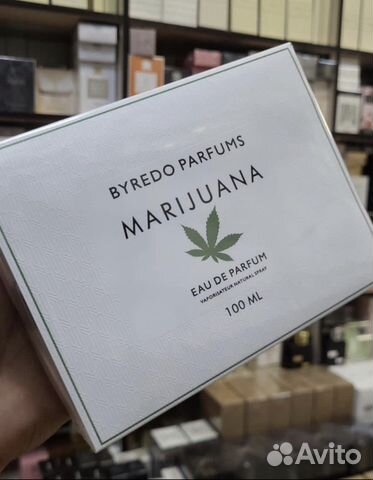 BYREDO PARFUMS
MARIJUANA
EAU DE PARFUM
VAPORISATEUR NATURAL SPRAY
100 ML
Avito